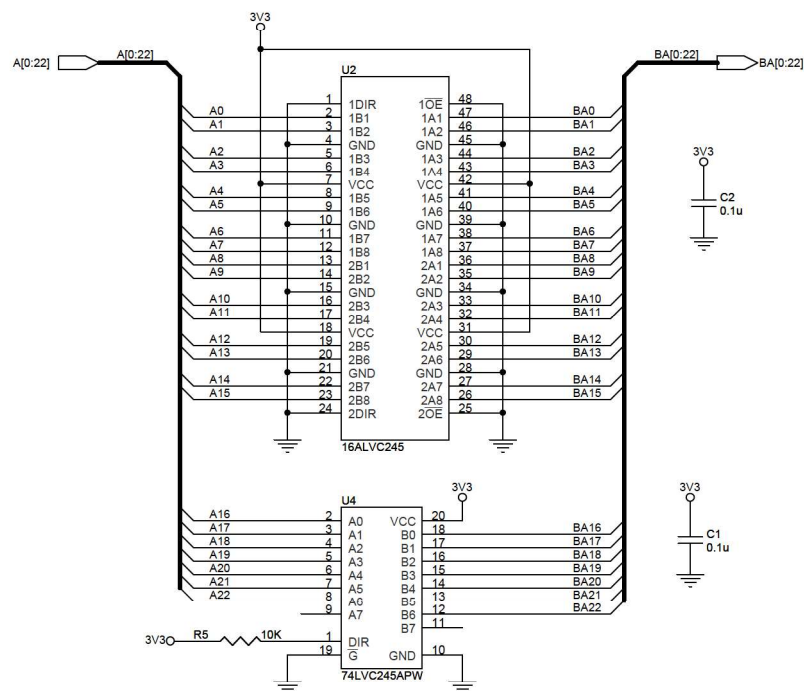 3V3
A[0:22] A[0:22] BA[0:22] BA[0:22]
U2
1 1DIR 1OE 48
A0 2 1B1 1A1 47 BA0
A1 3 1B2 1A2 46 BA1
4 GND GND 45
A2 5 1B3 1A3 44 BA2
A3 6 1B4 1A4 43 BA3
7 VCC VCC 42
A4 8 1B5 1A5 41 BA4
A5 9 1B6 1A6 40 BA5
10 GND GND 39
A6 11 1B7 1A7 38 BA6
A7 12 1B8 1A8 37 BA7
A8 13 2B1 2A1 36 BA8
A9 14 2B2 2A2 35 BA9
15 GND GND 34
A10 16 2B3 2A3 33 BA10
A11 17 2B4 2A4 32 BA11
18 VCC VCC 31
A12 19 2B5 2A5 30 BA12
A13 20 2B6 2A6 29 BA13
21 GND GND 28
A14 22 2B7 2A7 27 BA14
A15 23 2B8 2A8 26 BA15
24 2DIR 2OE 25
16ALVC245
3V3
C2
0.1u
U4
3V3
A16 2 A0 VCC 20
A17 3 A1 B0 18 BA16
A18 4 A2 B1 17 BA17
A19 5 A3 B2 16 BA18
A20 6 A4 B3 15 BA19
A21 7 A5 B4 14 BA20
A22 8 A6 B5 13 BA21
9 A7 B6 12 BA22
B7 11
3V3 R5 10K 1 DIR
19 G GND 10
74LVC245APW
3V3
C1
0.1u